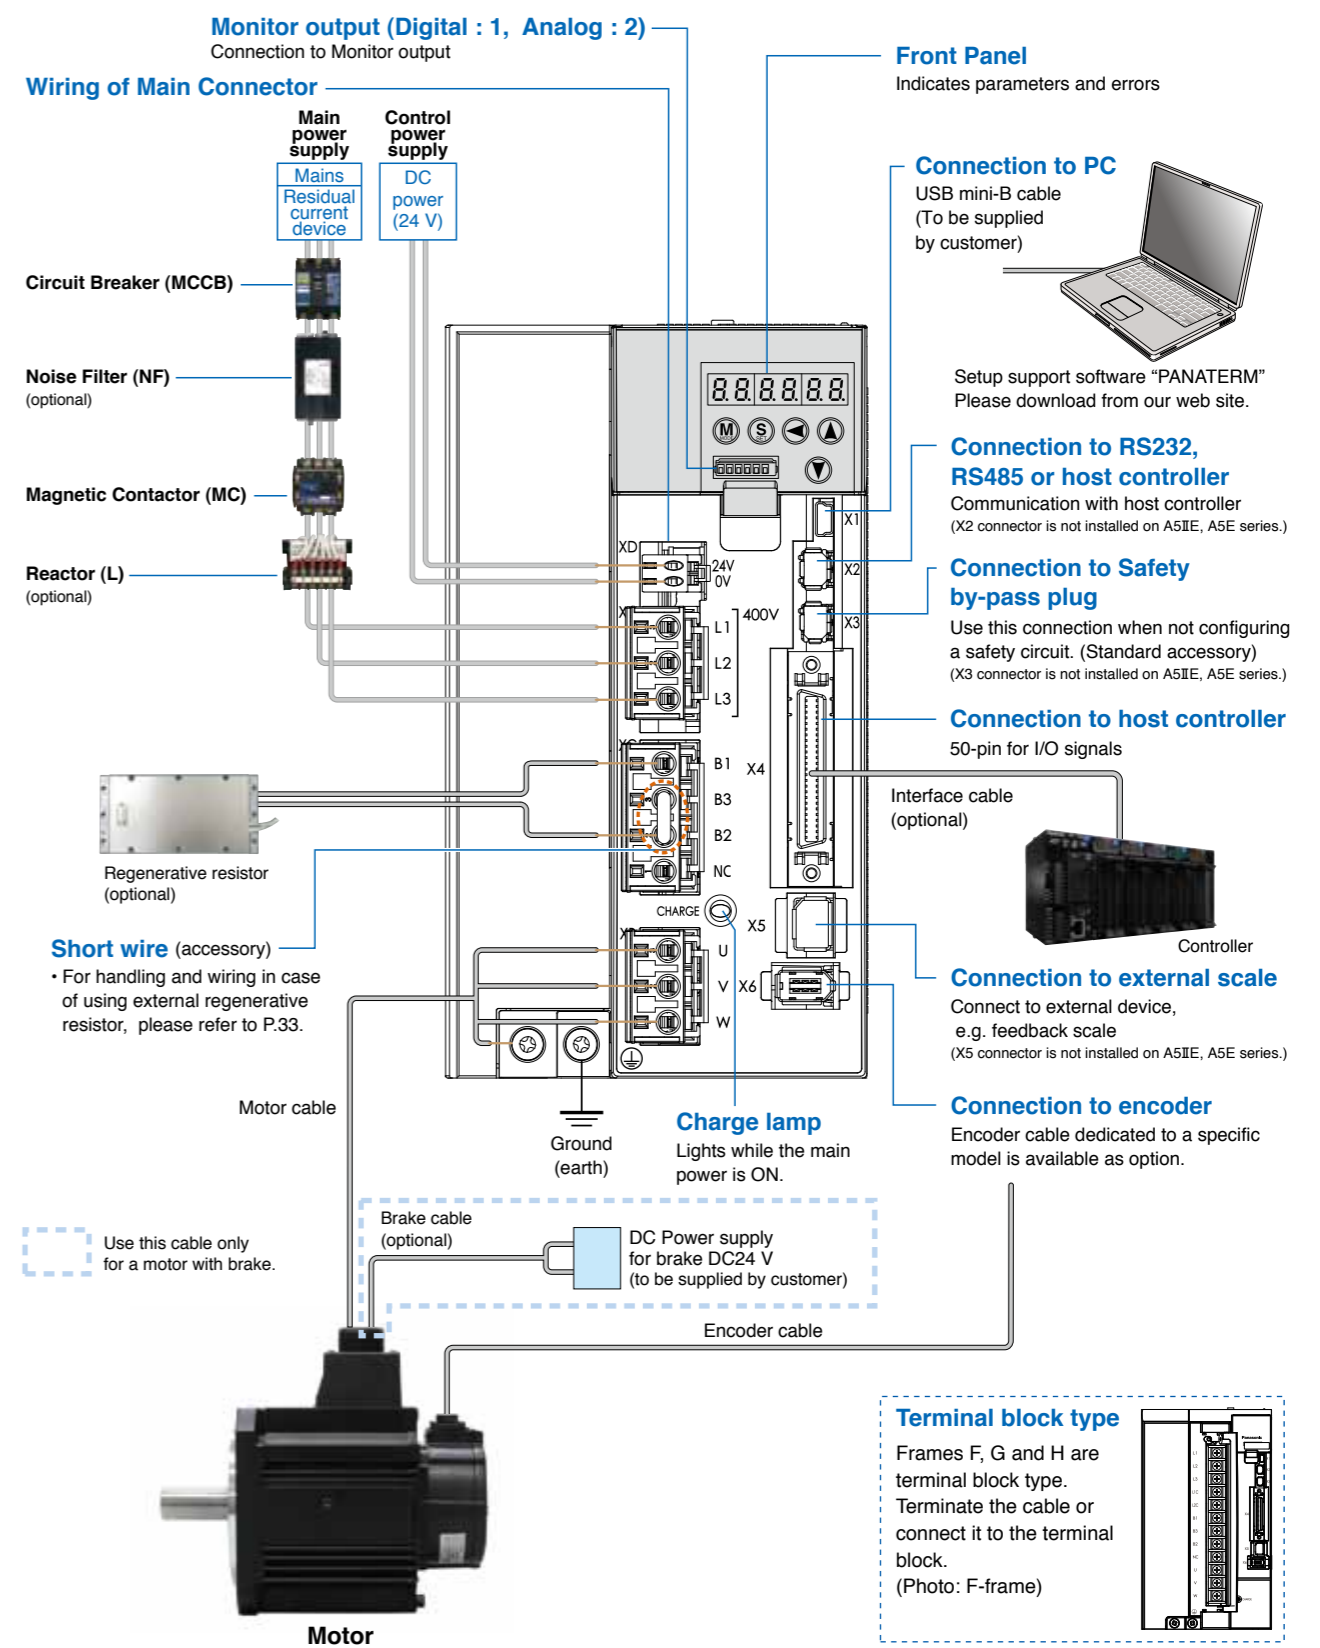 Monitor output (Digital : 1, Analog : 2)
Connection to Monitor output
Wiring of Main Connector
Front Panel
Indicates parameters and errors
Main
power
supply
Control
power
supply
Mains
Residual
current
device
DC
power
(24 V)
Circuit Breaker (MCCB)
Noise Filter (NF)
(optional)
Magnetic Contactor (MC)
Reactor (L)
(optional)
Connection to PC
USB mini-B cable
(To be supplied
by customer)
Setup support software “PANATERM”
Please download from our web site.
8.8.8.8.8.8.
M
S
Connection to RS232,
RS485 or host controller
Communication with host controller
(X2 connector is not installed on A5ⅡE, A5E series.)
Connection to Safety
by-pass plug
Use this connection when not configuring
a safety circuit. (Standard accessory)
(X3 connector is not installed on A5ⅡE, A5E series.)
Connection to host controller
50-pin for I/O signals
Interface cable
(optional)
Controller
X1
X2
X3
X4
X5
X6
XD
24V
0V
400V
L1
L2
L3
B1
B3
B2
NC
CHARGE
U
V
W
Regenerative resistor
(optional)
Short wire (accessory)
• For handling and wiring in case
of using external regenerative
resistor, please refer to P.33.
Connection to external scale
Connect to external device,
e.g. feedback scale
(X5 connector is not installed on A5ⅡE, A5E series.)
Connection to encoder
Encoder cable dedicated to a specific
model is available as option.
Motor cable
Ground
(earth)
Charge lamp
Lights while the main
power is ON.
Use this cable only
for a motor with brake.
Brake cable
(optional)
DC Power supply
for brake DC24 V
(to be supplied by customer)
Encoder cable
Motor
Terminal block type
Frames F, G and H are
terminal block type.
Terminate the cable or
connect it to the terminal
block.
(Photo: F-frame)
Panasonic